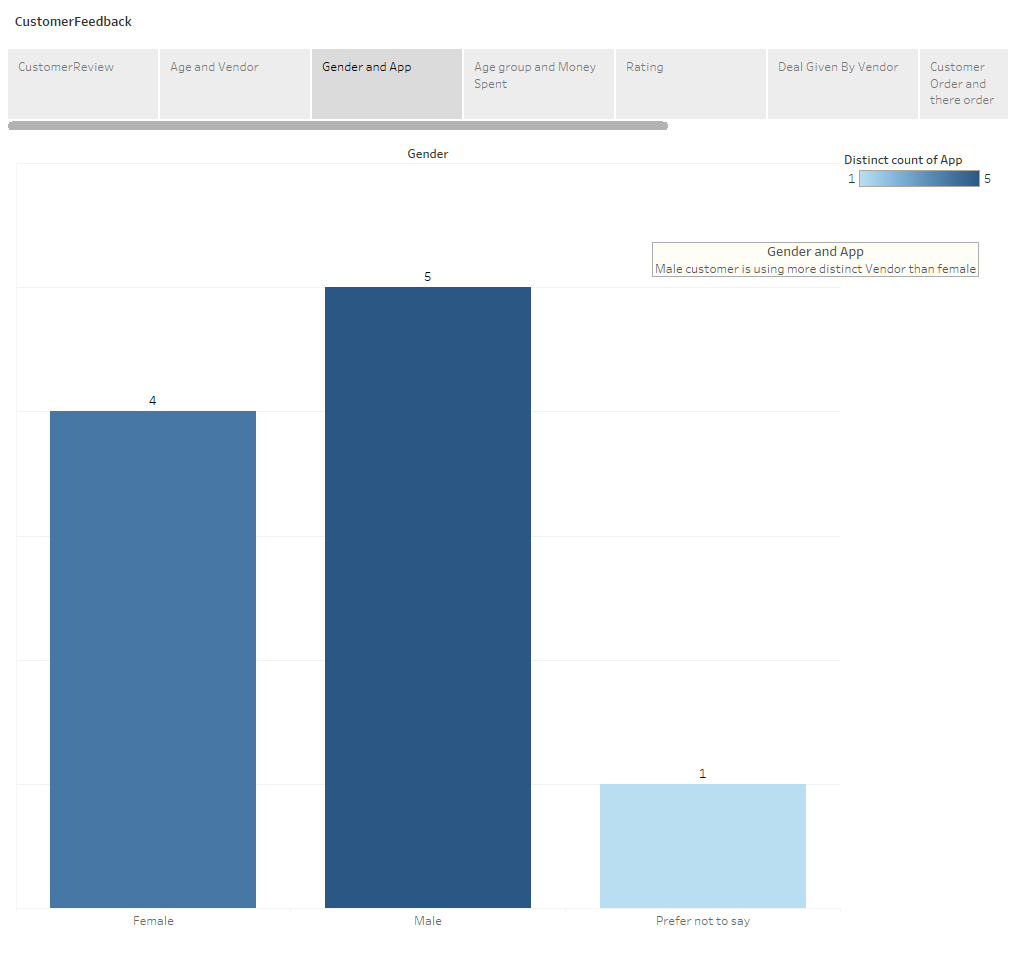 CustomerFeedback
CustomerReview
Age and Vendor
Gender and App
Age group and Money
Spent
Rating
Deal Given By Vendor
Customer
Order and
there order
Gender
Distinct count of App
1 5
Gender and App
Male customer is using more distinct Vendor than female
5
4
1
Female
Male
Prefer not to say